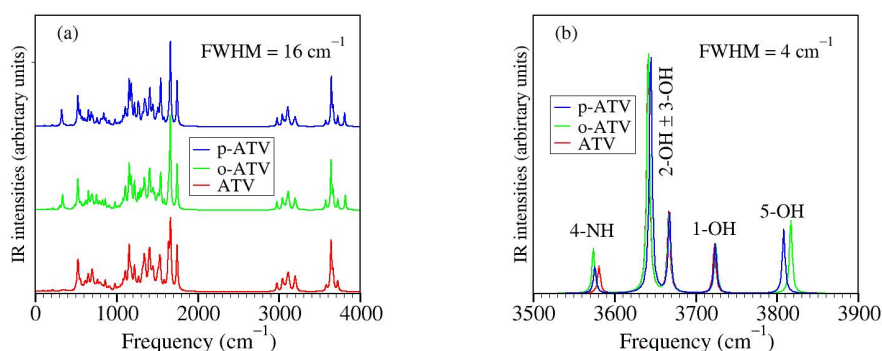 (a)
FWHM = 16 cm⁻¹
IR intensities (arbirtary units)
p-ATV
o-ATV
ATV
0
1000
2000
3000
4000
Frequency (cm⁻¹)
(b)
FWHM = 4 cm⁻¹
IR intensities (arbirtary units)
p-ATV
o-ATV
ATV
2-OH ± 3-OH
4-NH
1-OH
5-OH
3500
3600
3700
3800
3900
Frequency (cm⁻¹)